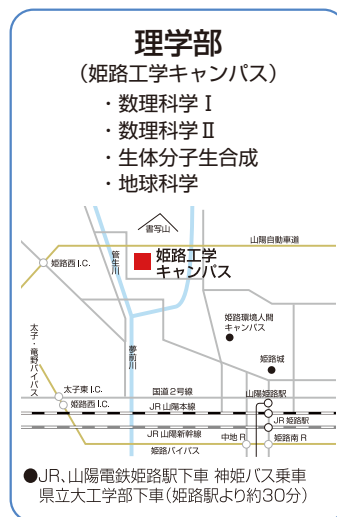 理学部
(姫路工学キャンパス)
・数理科学Ⅰ
・数理科学Ⅱ
・生体分子生合成
・地球科学
書写山
山陽自動車道
菅生川
姫路工学
キャンパス
姫路西I.C.
姫路環境人間
キャンパス
夢前川
姫路城
太子・竜野バイパス
太子東I.C.
国道2号線
山陽姫路駅
姫路西I.C.
JR山陽本線
JR姫路駅
JR山陽新幹線
中地R
姫路南R
姫路バイパス
●JR、山陽電鉄姫路駅下車 神姫バス乗車
県立大工学部下車(姫路駅より約30分)